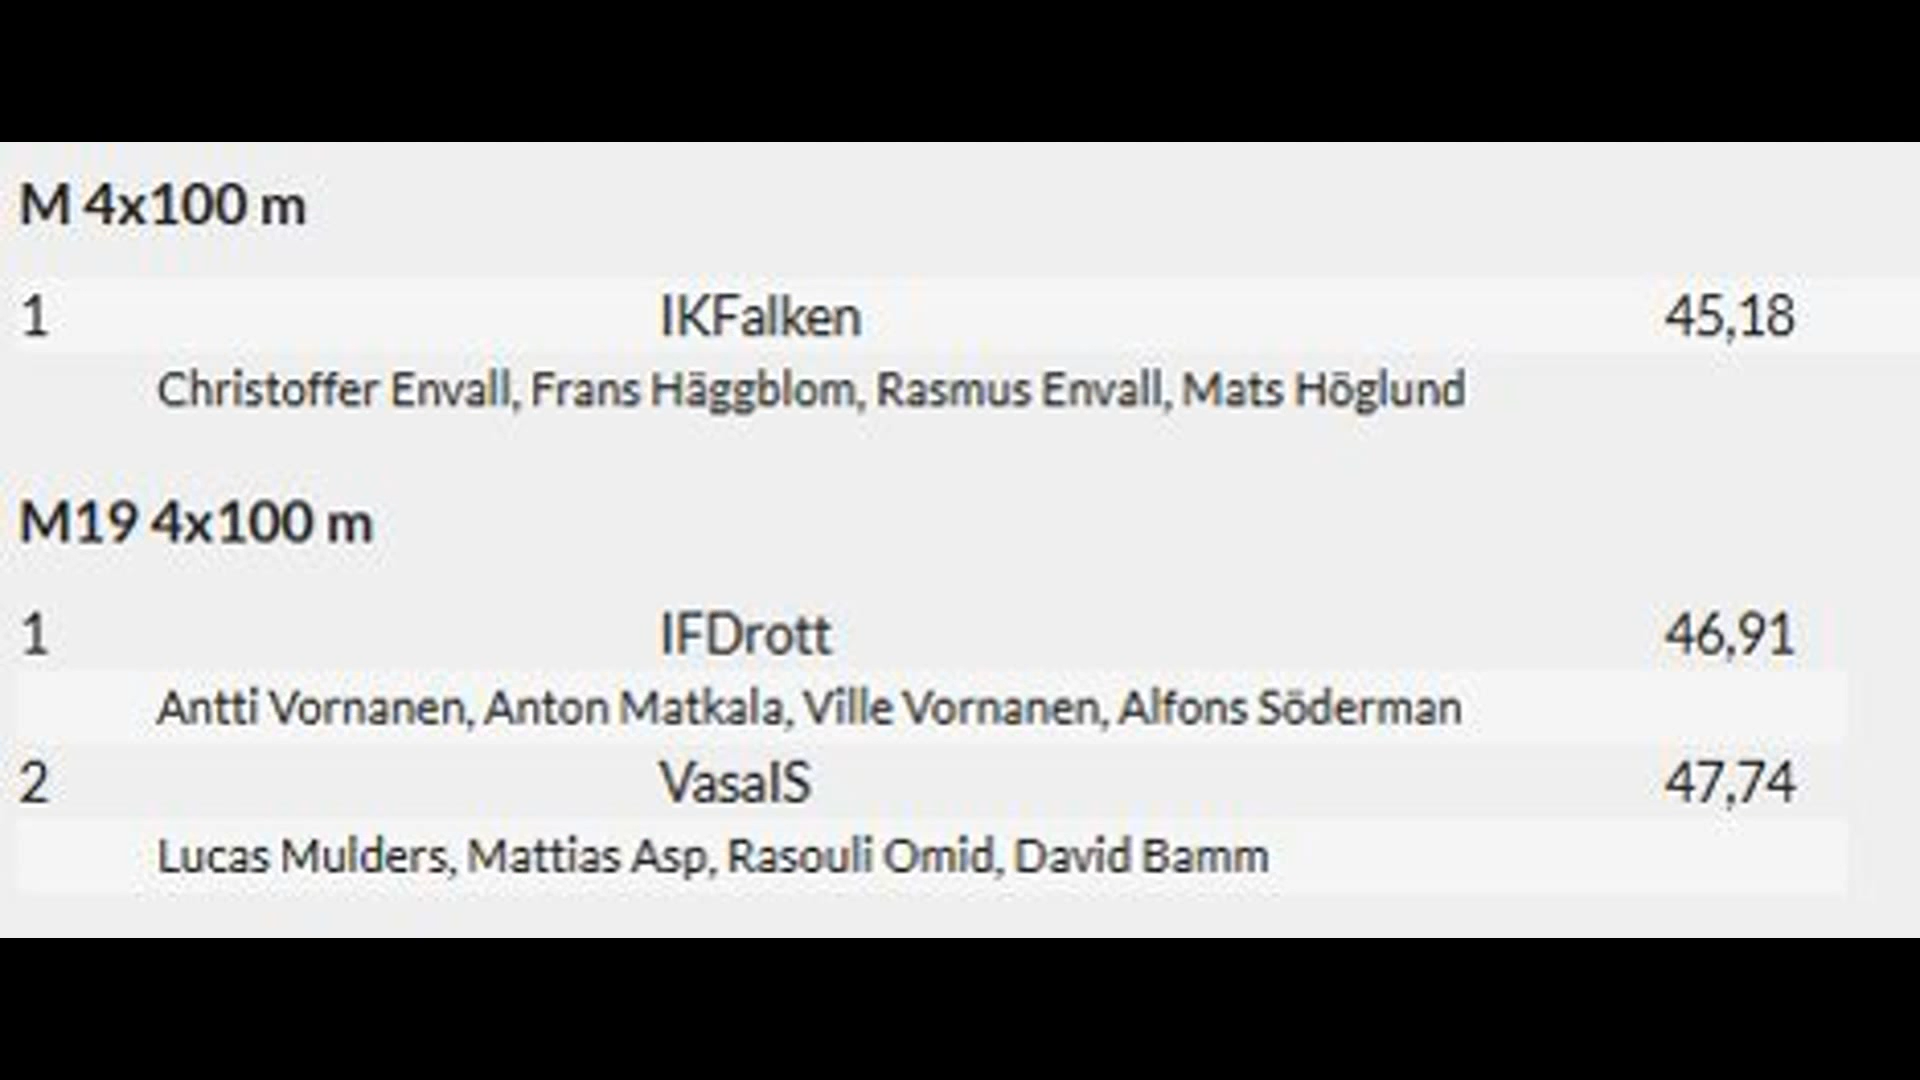 M 4x100 m
1 IKFalken 45,18
Christoffer Envall, Frans Häggblom, Rasmus Envall, Mats Höglund
M19 4x100 m
1 IFDrott 46,91
Antti Vornanen, Anton Matkala, Ville Vornanen, Alfons Söderman
2 VasaIS 47,74
Lucas Mulders, Mattias Asp, Rasouli Omid, David Bamm